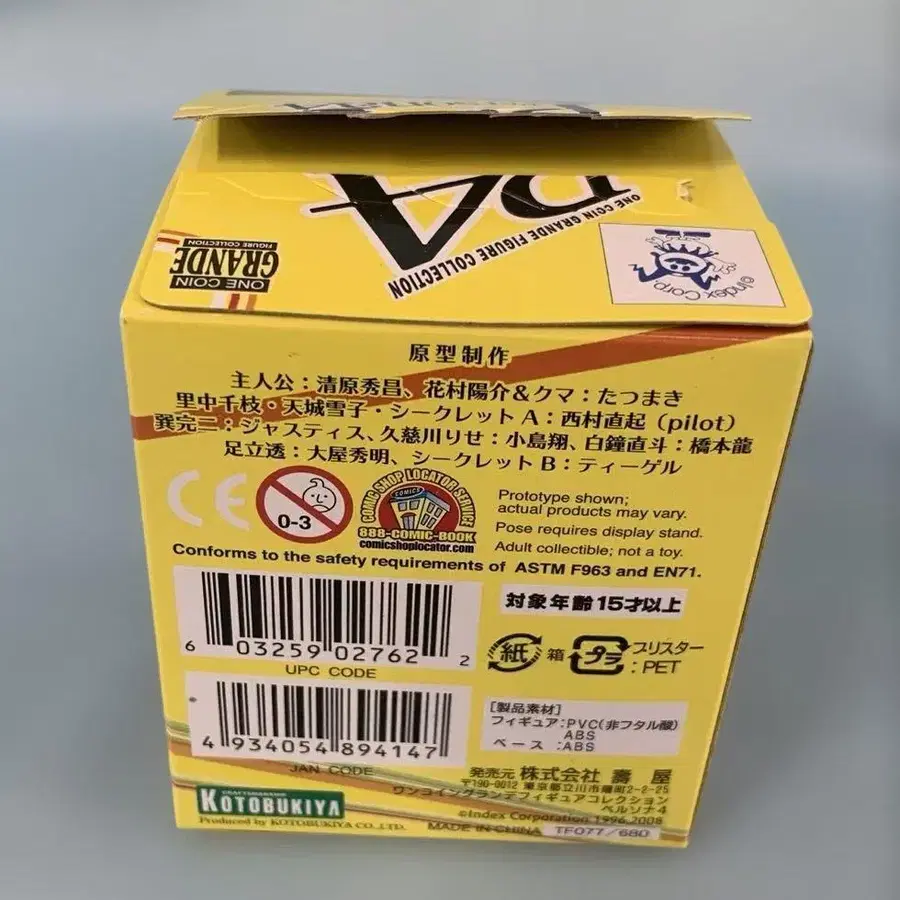 P4
ONE COIN GRANDE FIGURE COLLECTION
ONE COIN
GRANDE
FIGURE COLLECTION
©Index Corp
原型制作
主人公：清原秀昌、花村陽介＆クマ：たつまき
里中千枝・天城雪子・シークレットA：西村直起（pilot）
巽完二：ジャスティス、久慈川りせ：小島翔、白鐘直斗：橋本龍
足立透：大屋秀明、シークレットB：ティーゲル
CE
0-3
COMIC SHOP LOCATOR SERVICE
COMICS
888-COMIC-BOOK
comicshoplocator.com
Prototype shown;
actual products may vary.
Pose requires display stand.
Adult collectible; not a toy.
Conforms to the safety requirements of ASTM F963 and EN71.
対象年齢15才以上
6 03259 02762 2
UPC CODE
紙 箱 プラ ブリスター
:PET
[製品素材]
フィギュア:PVC(非フタル酸)
ABS
ベース :ABS
4 934054 894147
JAN CODE
発売元 株式会社 壽屋
〒190-0012 東京都立川市曙町2-8-25
ワンコイングランデフィギュアコレクション
ペルソナ4
©Index Corporation 1996,2008
CRAFTSMANSHIP
KOTOBUKIYA
Produced by KOTOBUKIYA CO.,LTD.
MADE IN CHINA TF077/680